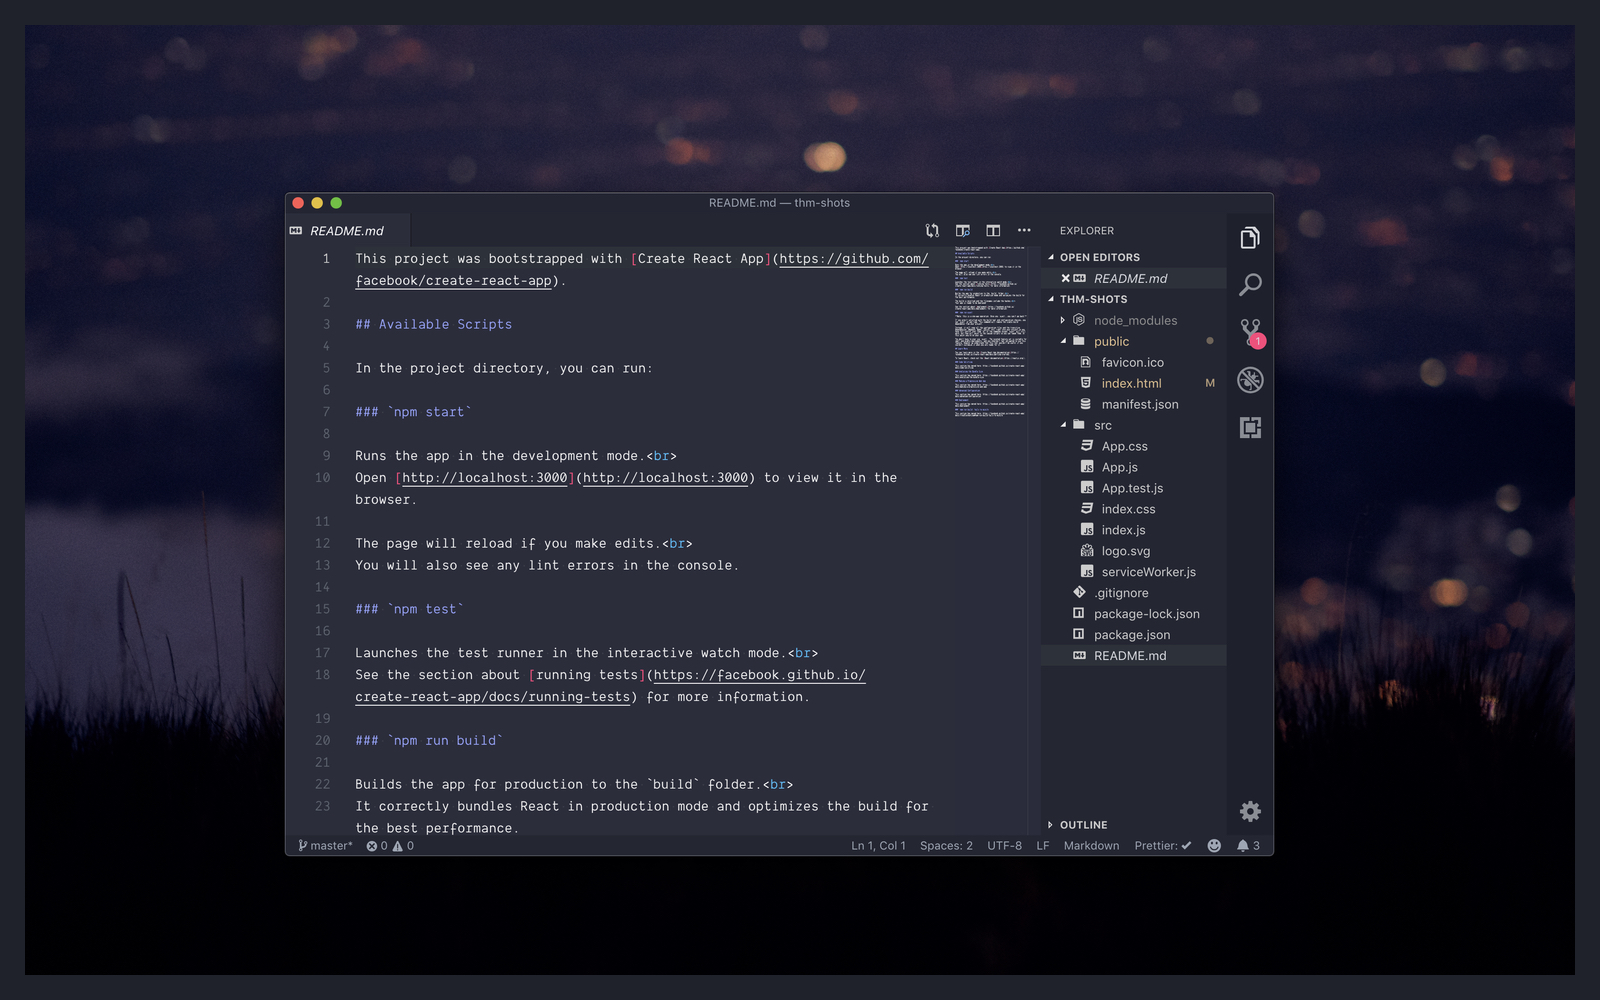 README.md — thm-shots
README.md
1 This project was bootstrapped with [Create React App](https://github.com/
facebook/create-react-app).
2
3 ## Available Scripts
4
5 In the project directory, you can run:
6
7 ### `npm start`
8
9 Runs the app in the development mode.<br>
10 Open [http://localhost:3000](http://localhost:3000) to view it in the
browser.
11
12 The page will reload if you make edits.<br>
13 You will also see any lint errors in the console.
14
15 ### `npm test`
16
17 Launches the test runner in the interactive watch mode.<br>
18 See the section about [running tests](https://facebook.github.io/
create-react-app/docs/running-tests) for more information.
19
20 ### `npm run build`
21
22 Builds the app for production to the `build` folder.<br>
23 It correctly bundles React in production mode and optimizes the build for
the best performance.
EXPLORER
OPEN EDITORS
README.md
THM-SHOTS
node_modules
public
favicon.ico
index.html M
manifest.json
src
App.css
JS App.js
JS App.test.js
index.css
JS index.js
logo.svg
JS serviceWorker.js
.gitignore
package-lock.json
package.json
README.md
OUTLINE
1
master* 0 0
Ln 1, Col 1 Spaces: 2 UTF-8 LF Markdown Prettier: ✔ 3